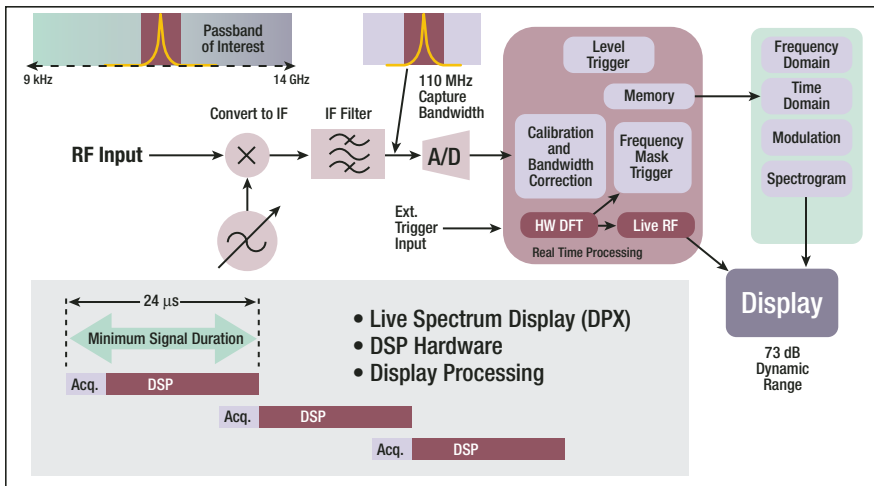 Passband
of Interest
9 kHz
14 GHz
110 MHz
Capture
Bandwidth
Convert to IF
IF Filter
RF Input
A/D
Level
Trigger
Memory
Calibration and
Bandwidth
Correction
Frequency
Mask
Trigger
Ext.
Trigger
Input
HW DFT
Live RF
Real Time Processing
Frequency
Domain
Time
Domain
Modulation
Spectrogram
Display
73 dB
Dynamic
Range
24 µs
Minimum Signal Duration
Acq. DSP
Acq. DSP
Acq. DSP
• Live Spectrum Display (DPX)
• DSP Hardware
• Display Processing